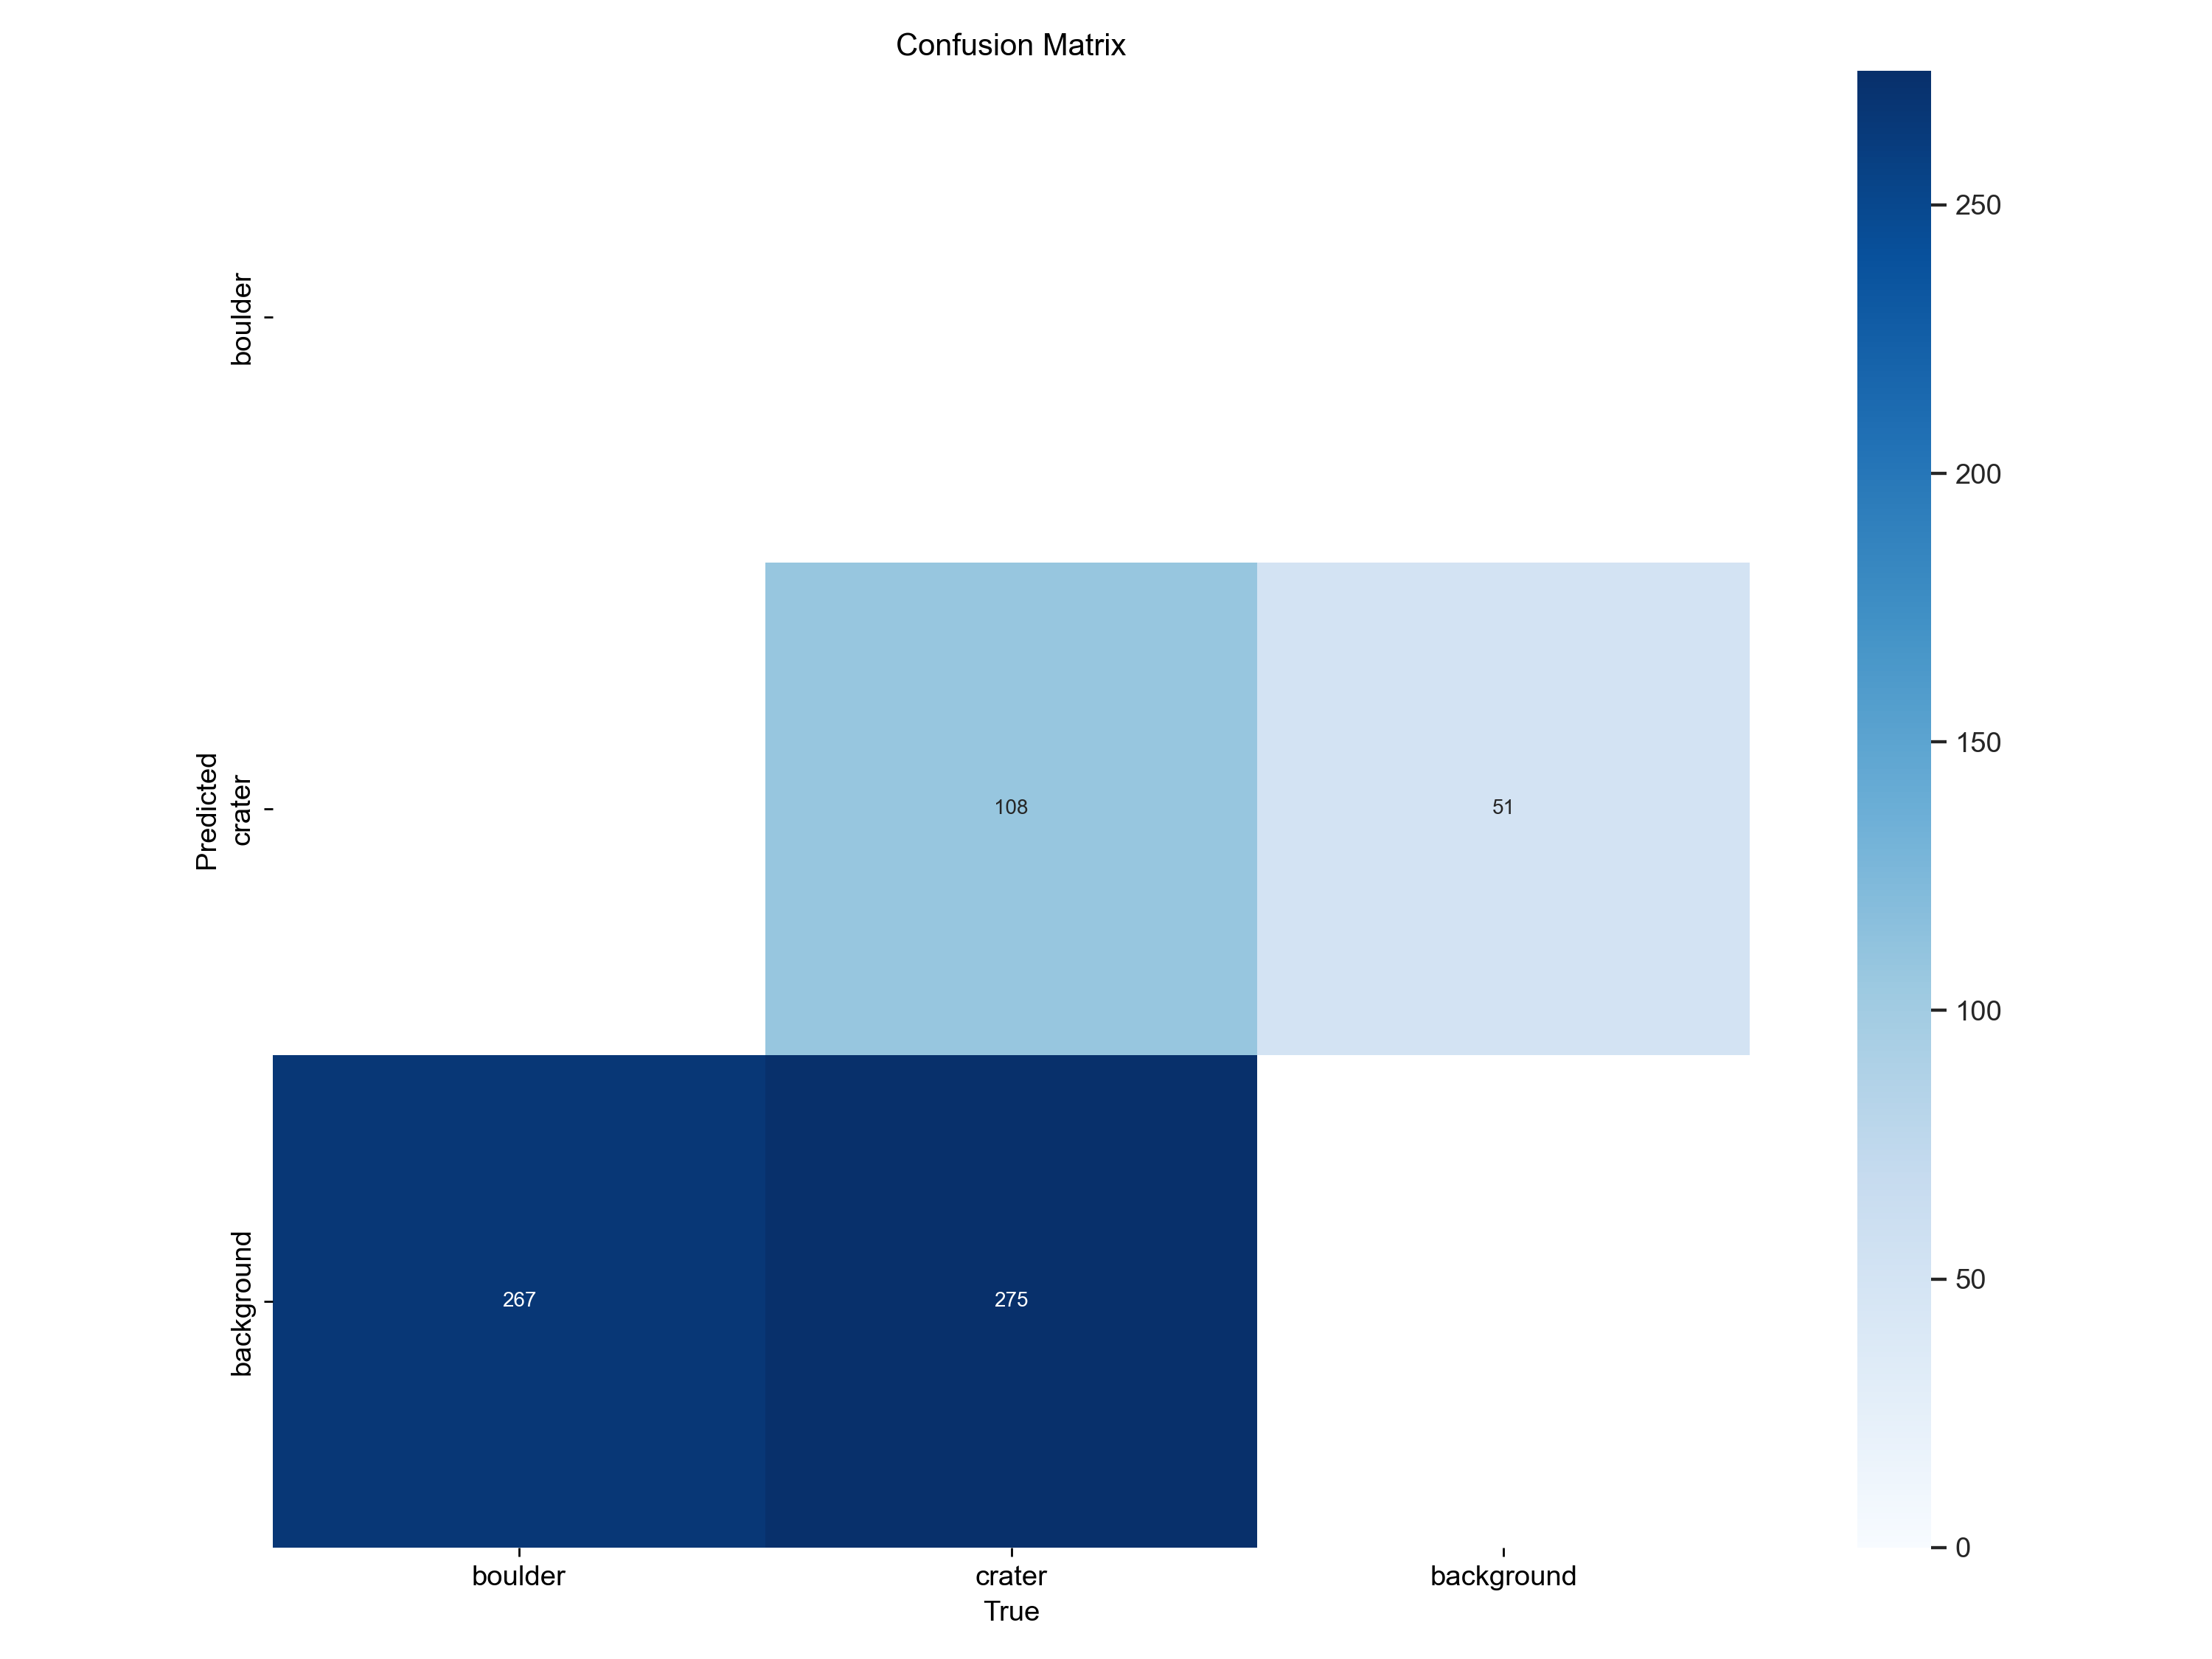 Confusion Matrix
boulder
crater
background
Predicted
108
51
267
275
boulder
crater
background
True
250
200
150
100
50
0